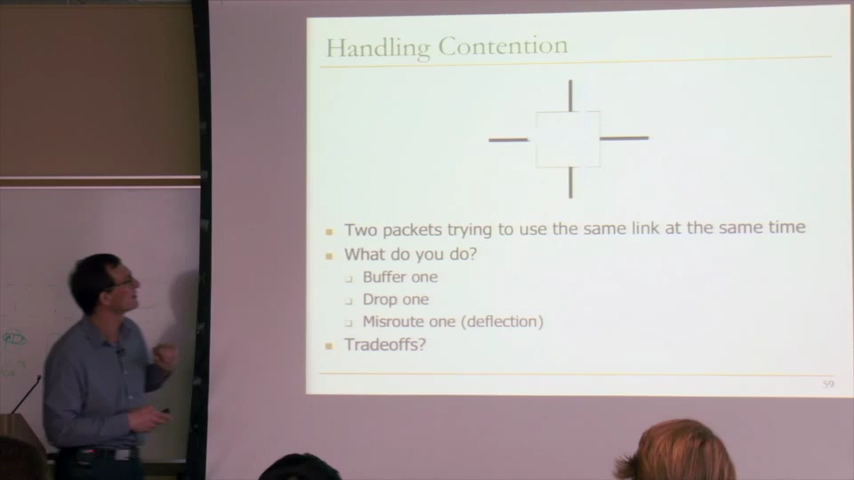 Handling Contention
Two packets trying to use the same link at the same time
What do you do?
Buffer one
Drop one
Misroute one (deflection)
Tradeoffs?
59